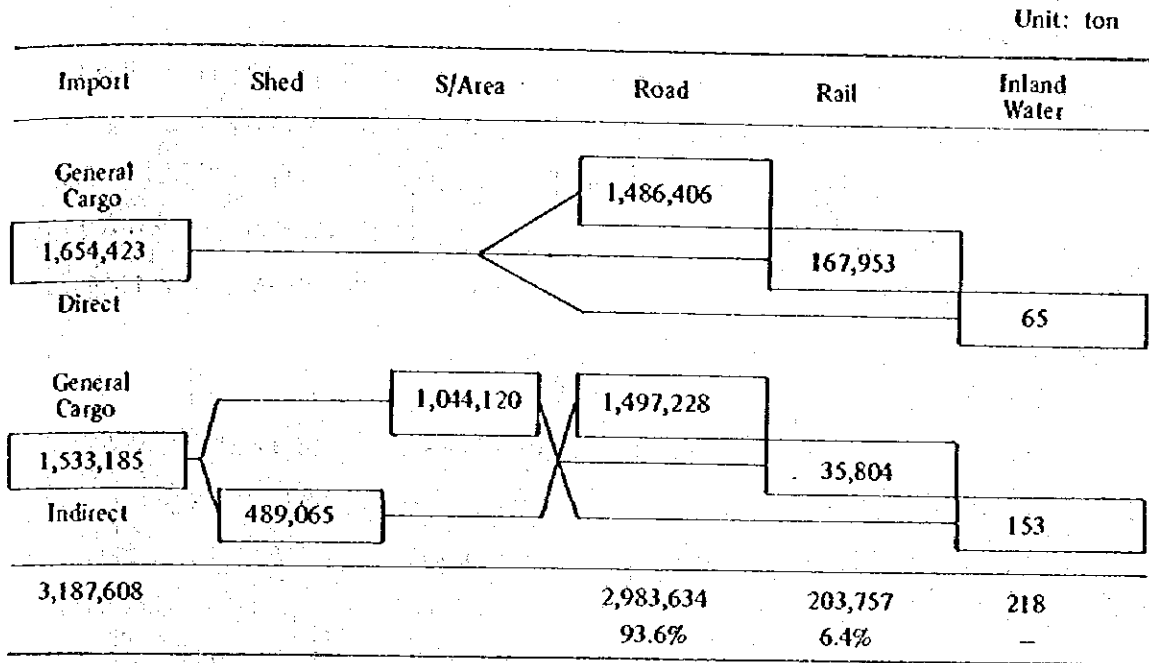 Unit: ton
Import Shed S/Area Road Rail Inland Water
General Cargo
1,486,406
1,654,423
167,953
Direct
65
General Cargo
1,044,120 1,497,228
1,533,185
35,804
Indirect
489,065
153
3,187,608 2,983,634 203,757 218
93.6% 6.4% –